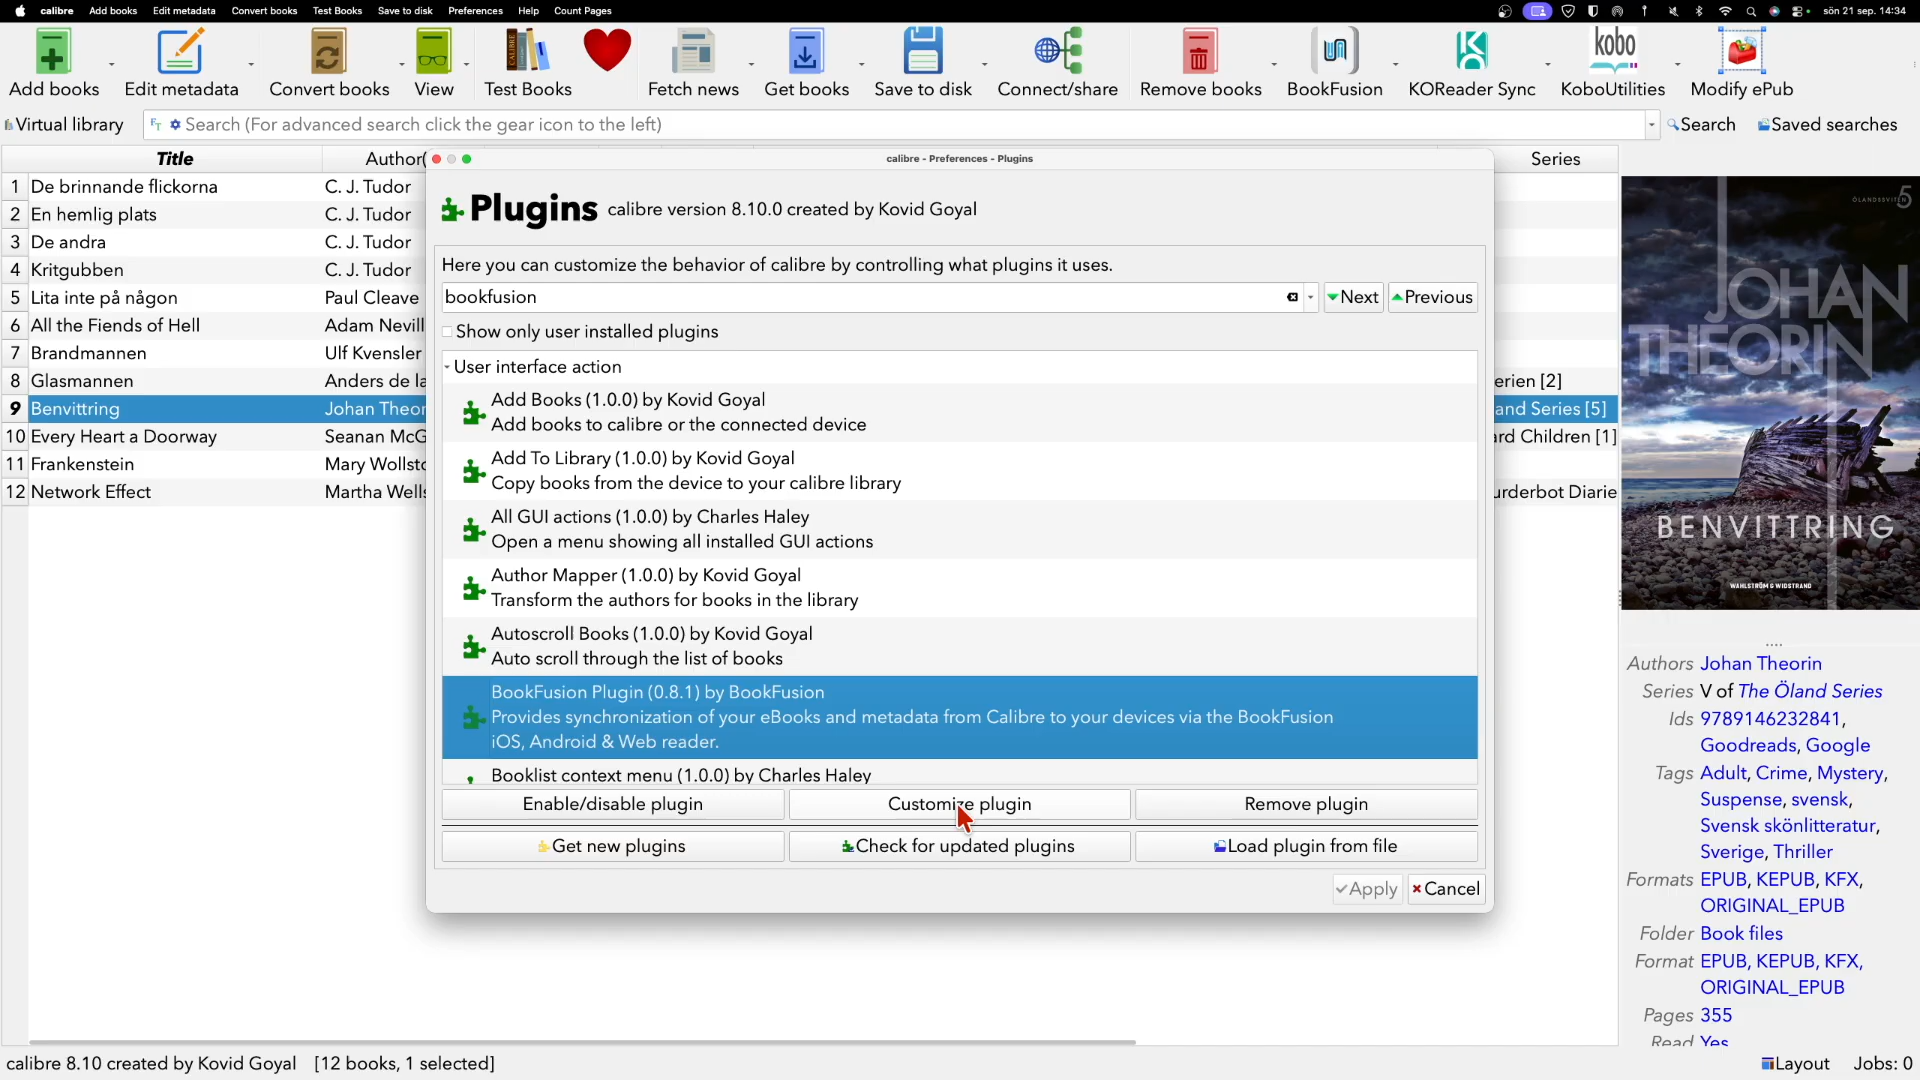 calibre Add books Edit metadata Convert books Test Books Save to disk Preferences Help Count Pages sön 21 sep. 14:34
Add books Edit metadata Convert books View Test Books Fetch news Get books Save to disk Connect/share Remove books BookFusion KOReader Sync kobo KoboUtilities Modify ePub
Virtual library Search (For advanced search click the gear icon to the left) Search Saved searches
Title Author( Series
calibre - Preferences - Plugins
1 De brinnande flickorna C. J. Tudor
2 En hemlig plats C. J. Tudor
3 De andra C. J. Tudor
4 Kritgubben C. J. Tudor
5 Lita inte på någon Paul Cleave
6 All the Fiends of Hell Adam Nevill
7 Brandmannen Ulf Kvensler
8 Glasmannen Anders de la erien [2]
9 Benvittring Johan Theor and Series [5]
10 Every Heart a Doorway Seanan McG ard Children [1]
11 Frankenstein Mary Wollsto
12 Network Effect Martha Wells urderbot Diarie
Plugins calibre version 8.10.0 created by Kovid Goyal
Here you can customize the behavior of calibre by controlling what plugins it uses.
bookfusion Next Previous
Show only user installed plugins
User interface action
Add Books (1.0.0) by Kovid Goyal
Add books to calibre or the connected device
Add To Library (1.0.0) by Kovid Goyal
Copy books from the device to your calibre library
All GUI actions (1.0.0) by Charles Haley
Open a menu showing all installed GUI actions
Author Mapper (1.0.0) by Kovid Goyal
Transform the authors for books in the library
Autoscroll Books (1.0.0) by Kovid Goyal
Auto scroll through the list of books
BookFusion Plugin (0.8.1) by BookFusion
Provides synchronization of your eBooks and metadata from Calibre to your devices via the BookFusion
iOS, Android & Web reader.
Booklist context menu (1.0.0) by Charles Haley
Enable/disable plugin Customize plugin Remove plugin
Get new plugins Check for updated plugins Load plugin from file
Apply Cancel
ÖLANDSSVITEN 5
JOHAN
THEORIN
BENVITTRING
WAHLSTRÖM & WIDSTRAND
Authors Johan Theorin
Series V of The Öland Series
Ids 9789146232841,
Goodreads, Google
Tags Adult, Crime, Mystery,
Suspense, svensk,
Svensk skönlitteratur,
Sverige, Thriller
Formats EPUB, KEPUB, KFX,
ORIGINAL_EPUB
Folder Book files
Format EPUB, KEPUB, KFX,
ORIGINAL_EPUB
Pages 355
Read Yes
calibre 8.10 created by Kovid Goyal [12 books, 1 selected] Layout Jobs: 0